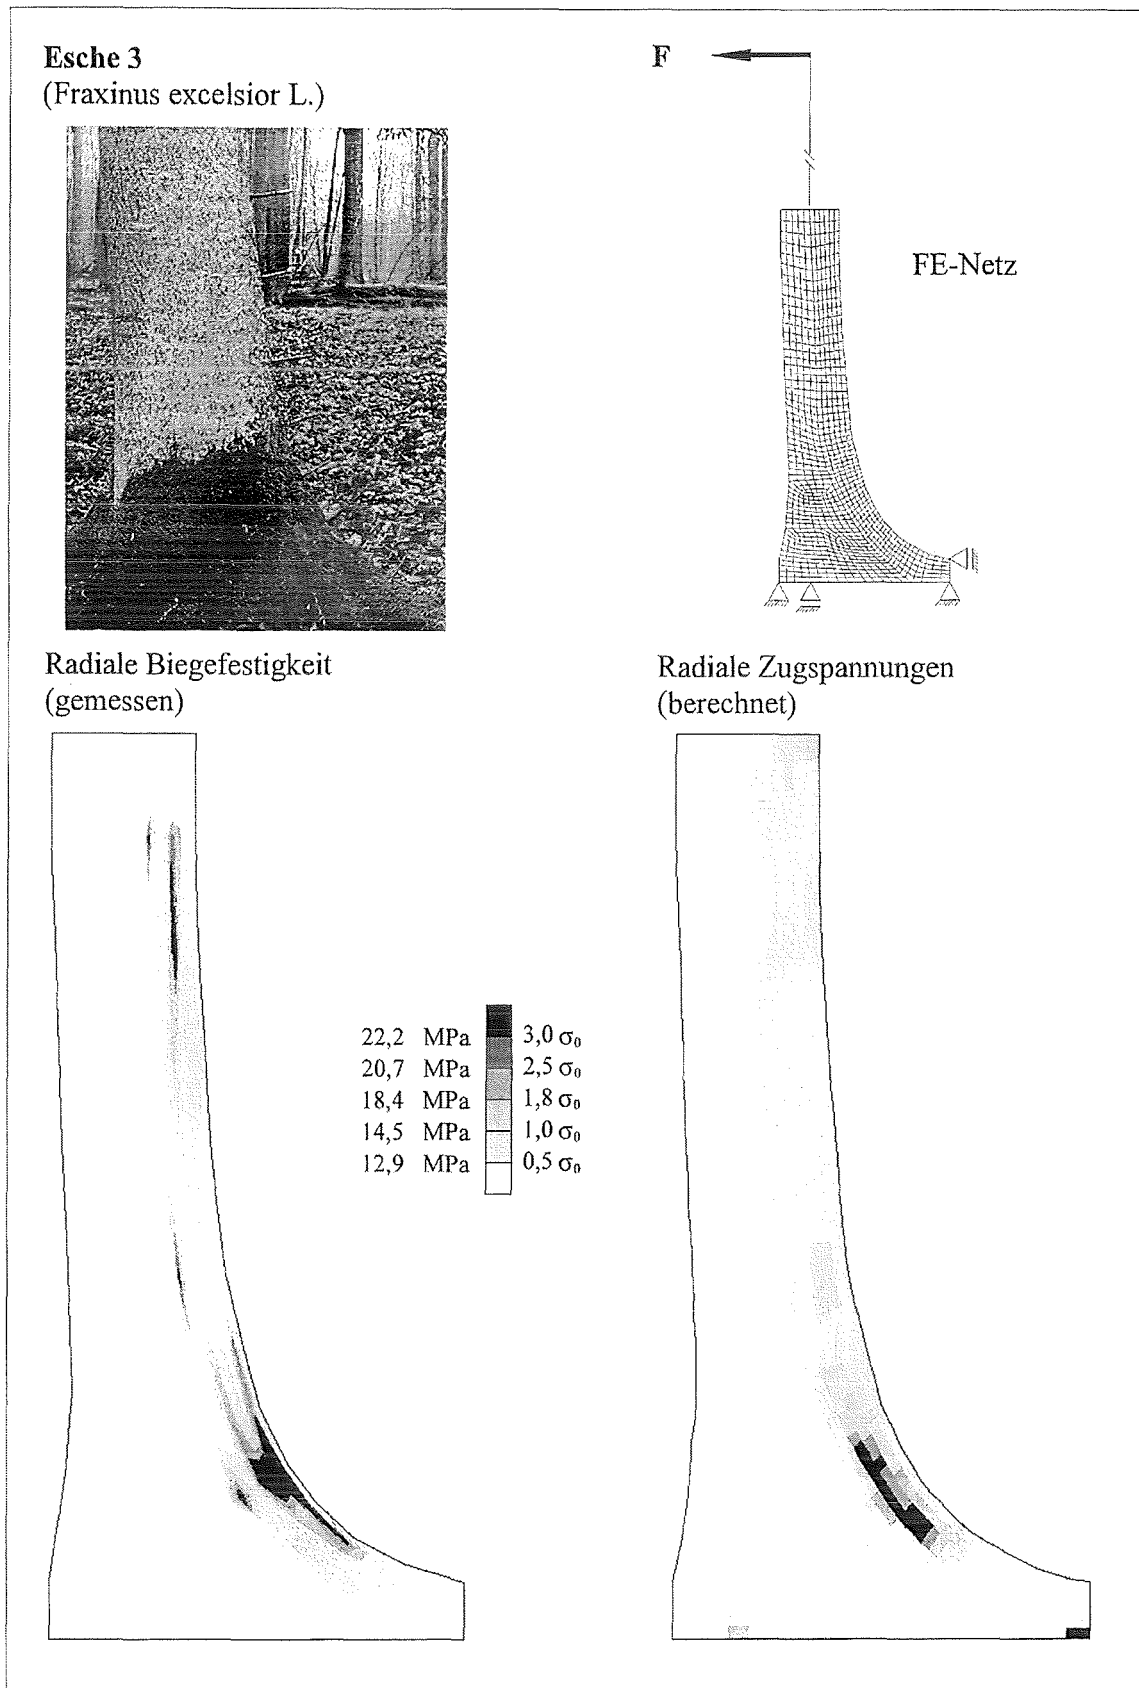 Esche 3
(Fraxinus excelsior L.)
F
FE-Netz
Radiale Biegefestigkeit
(gemessen)
Radiale Zugspannungen
(berechnet)
22,2 MPa 3,0 σ₀
20,7 MPa 2,5 σ₀
18,4 MPa 1,8 σ₀
14,5 MPa 1,0 σ₀
12,9 MPa 0,5 σ₀